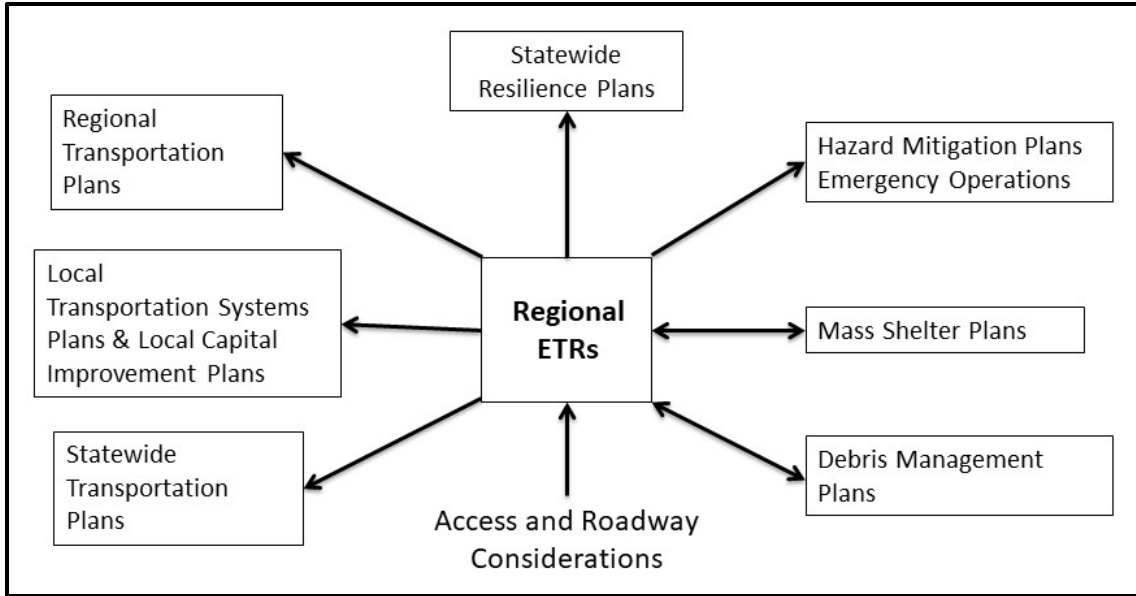 Statewide
Resilience Plans
Regional
Transportation
Plans
Hazard Mitigation Plans
Emergency Operations
Local
Transportation Systems
Plans & Local Capital
Improvement Plans
Regional
ETRs
Mass Shelter Plans
Statewide
Transportation
Plans
Debris Management
Plans
Access and Roadway
Considerations